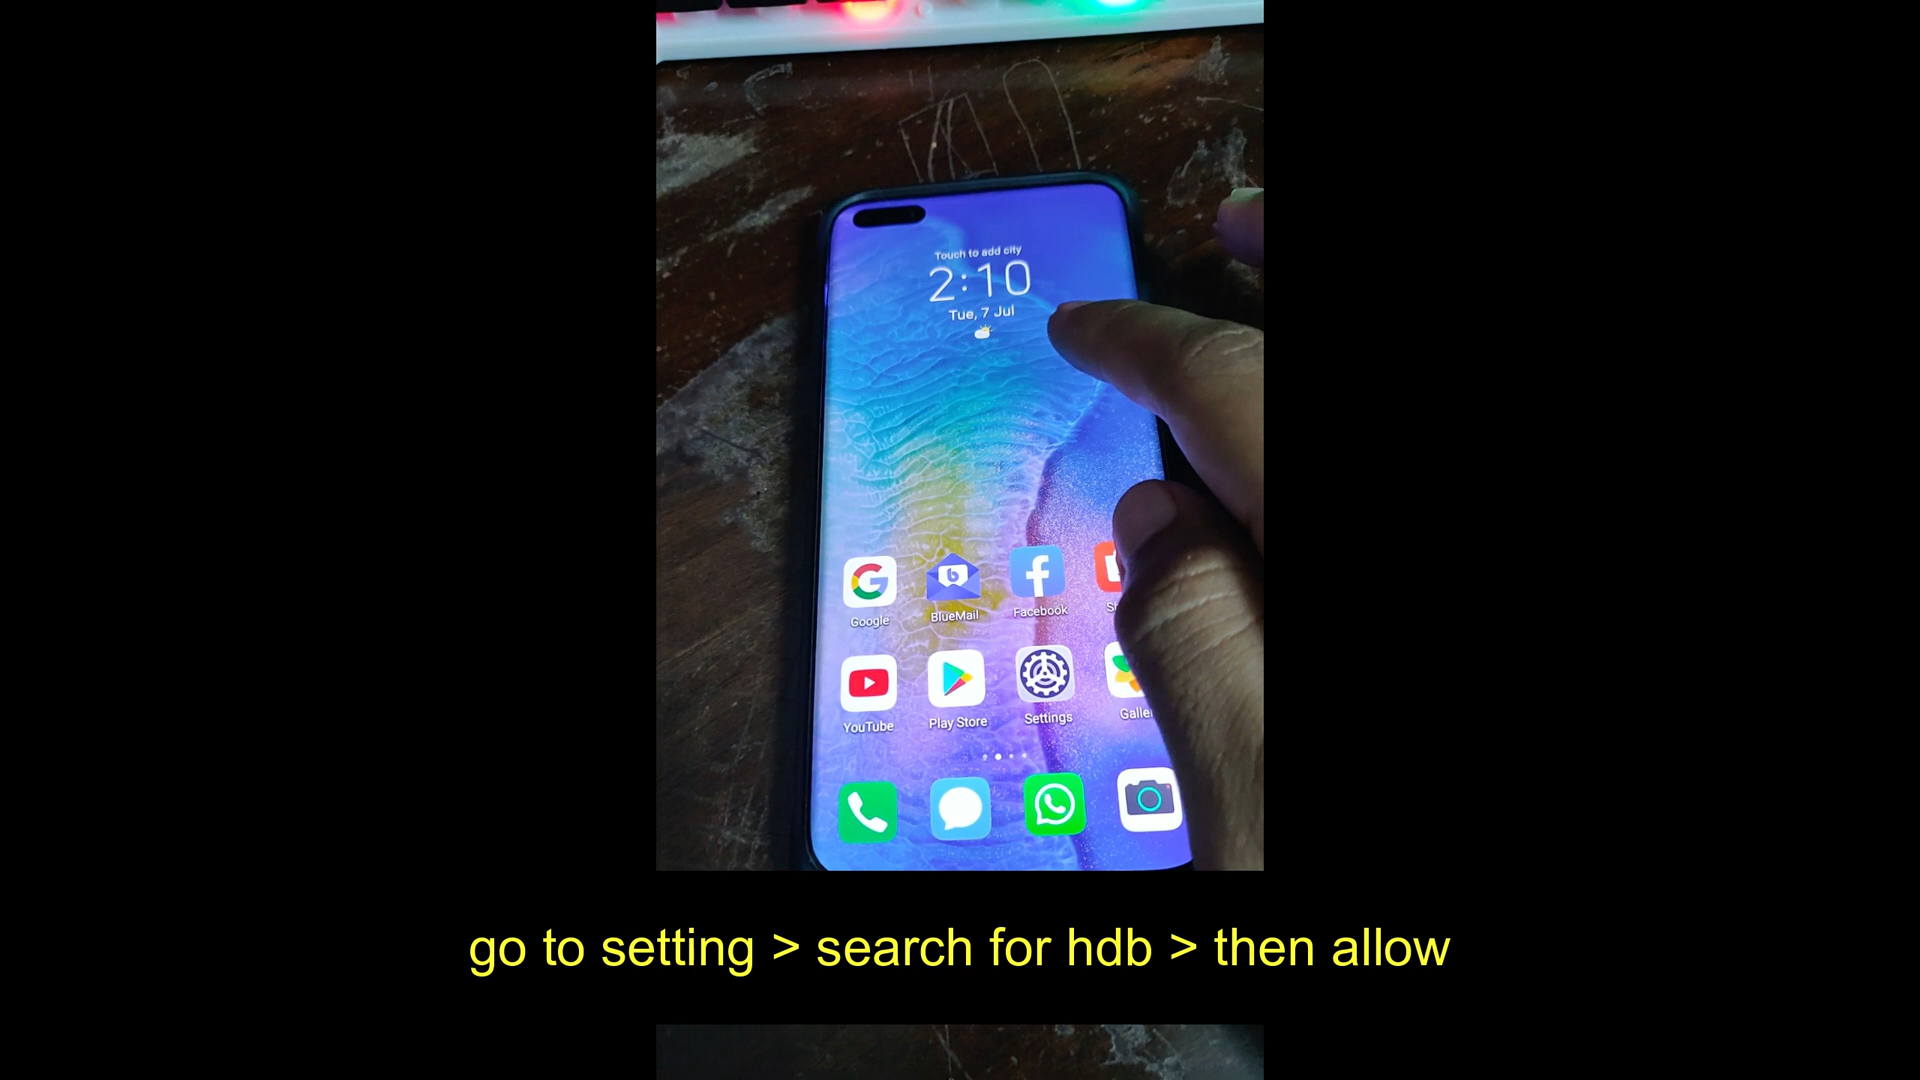 Touch to add city
2:10
Tue, 7 Jul
Google
BlueMail
Facebook
YouTube
Play Store
Settings
go to setting > search for hdb > then allow